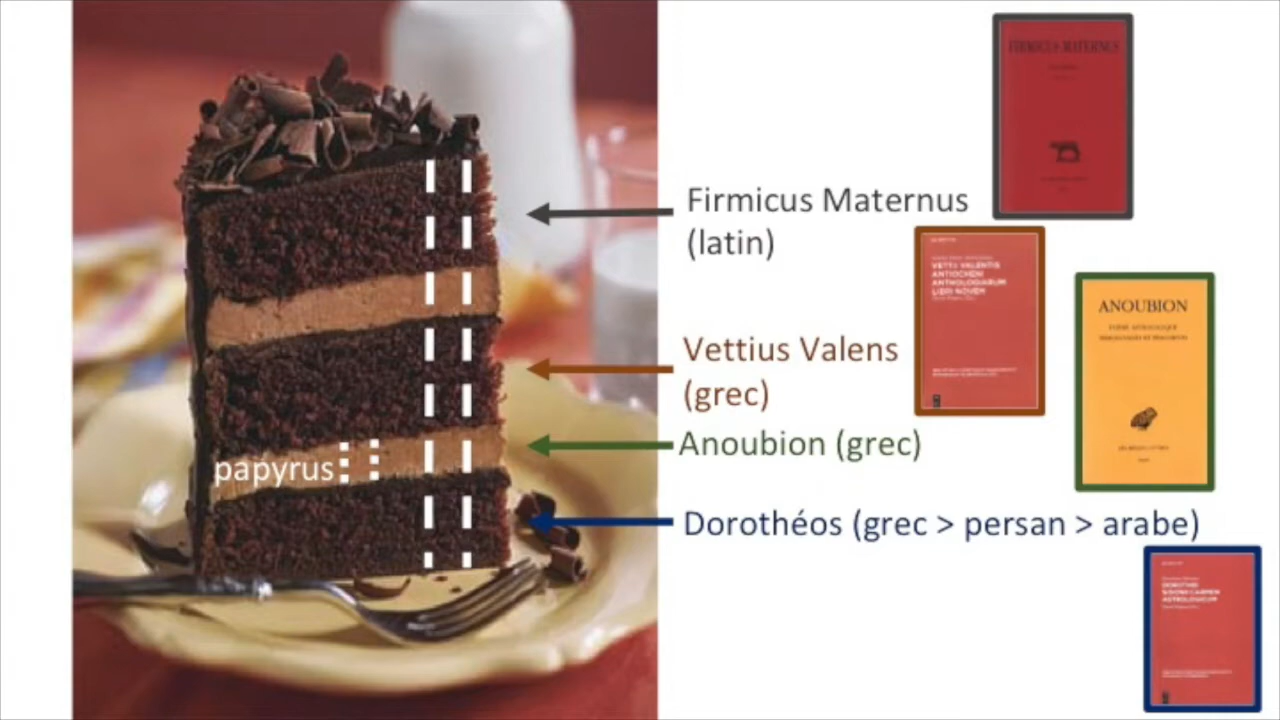 FIRMICUS MATERNUS
Firmicus Maternus
(latin)
VETTII VALENTIS
ANTIOCHENI
ANTHOLOGIARUM
LIBRI NOVEM
ANOUBION
Vettius Valens
(grec)
Anoubion (grec)
papyrus
Dorothéos (grec > persan > arabe)
DOROTHEI
SIDONII CARMEN
ASTROLOGICUM